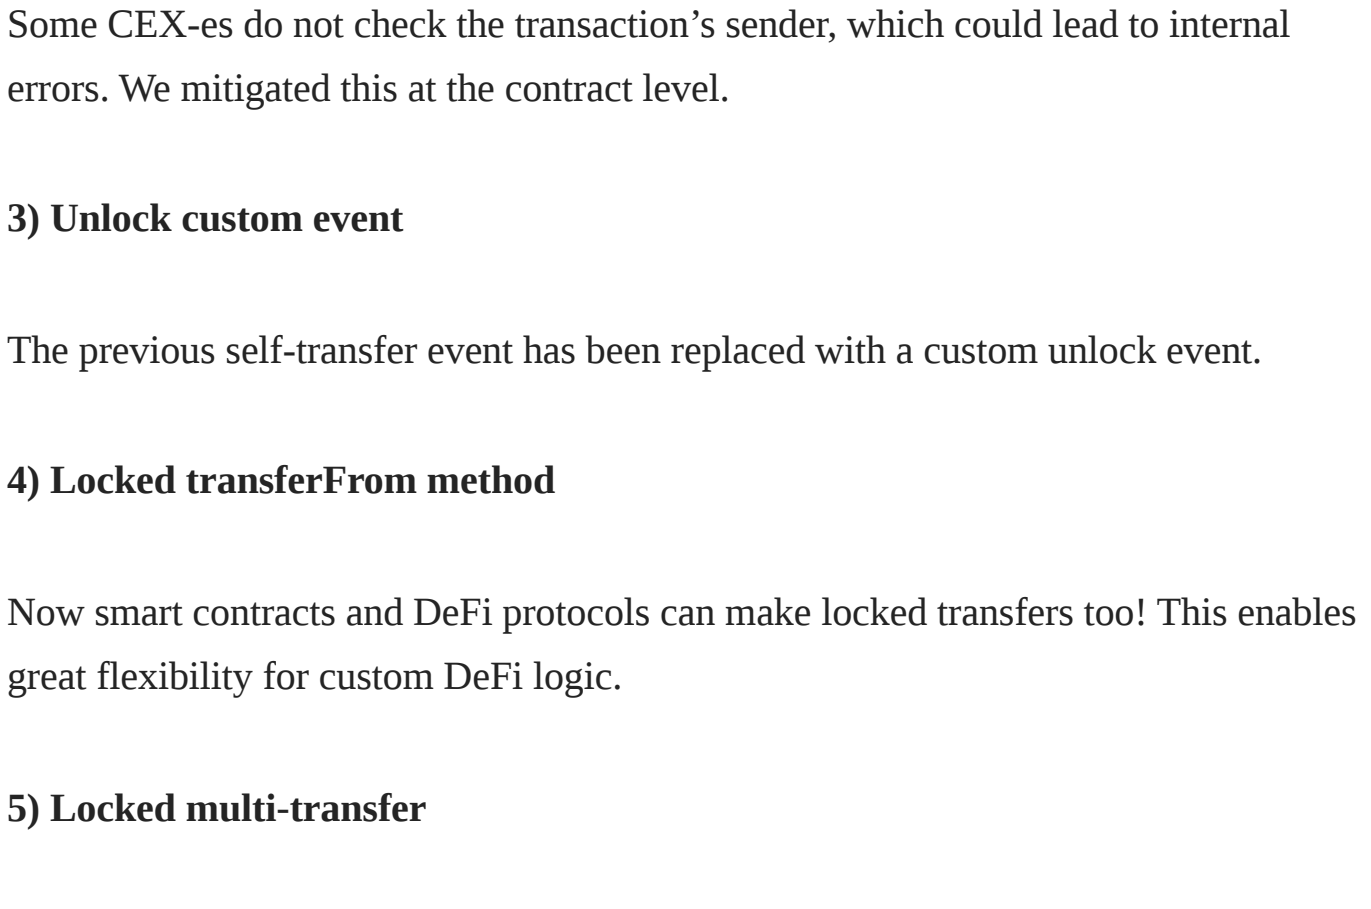 Some CEX-es do not check the transaction’s sender, which could lead to internal
errors. We mitigated this at the contract level.
3) Unlock custom event
The previous self-transfer event has been replaced with a custom unlock event.
4) Locked transferFrom method
Now smart contracts and DeFi protocols can make locked transfers too! This enables
great flexibility for custom DeFi logic.
5) Locked multi-transfer